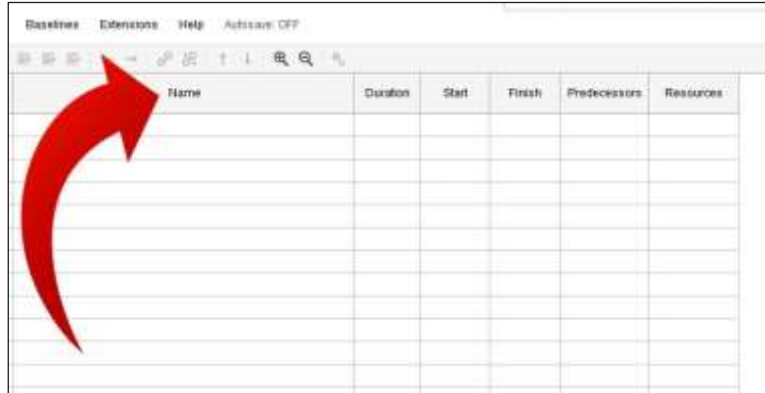 Baselines Extensions Help Autosave: OFF
Name Duration Start Finish Predecessors Resources